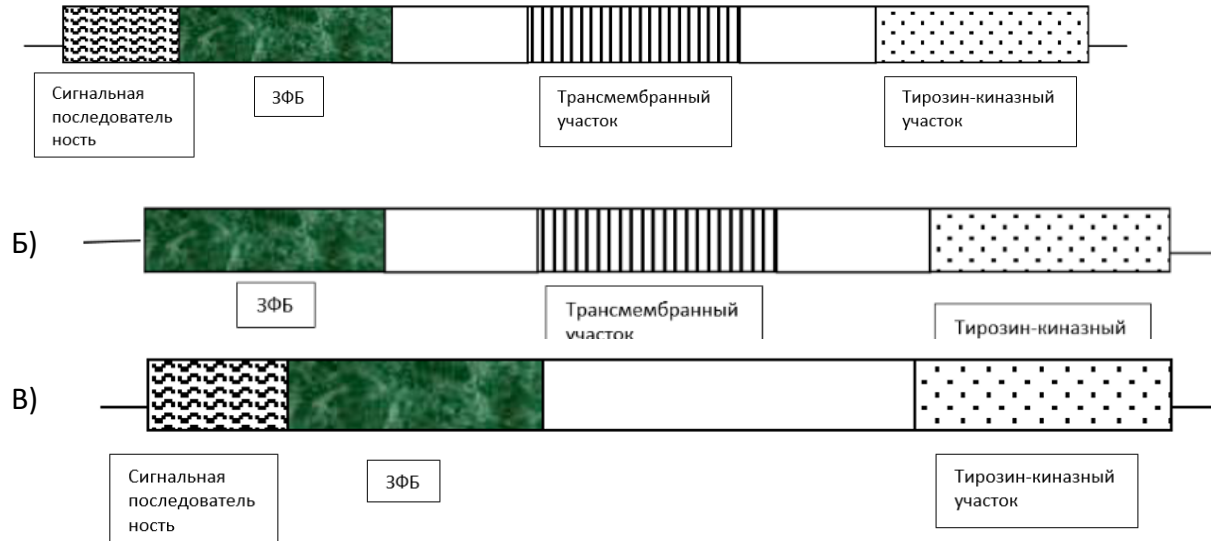 Сигнальная
последователь
ность
ЗФБ
Трансмембранный
участок
Тирозин-киназный
участок
Б)
ЗФБ
Трансмембранный
участок
Тирозин-киназный
В)
Сигнальная
последователь
ность
ЗФБ
Тирозин-киназный
участок